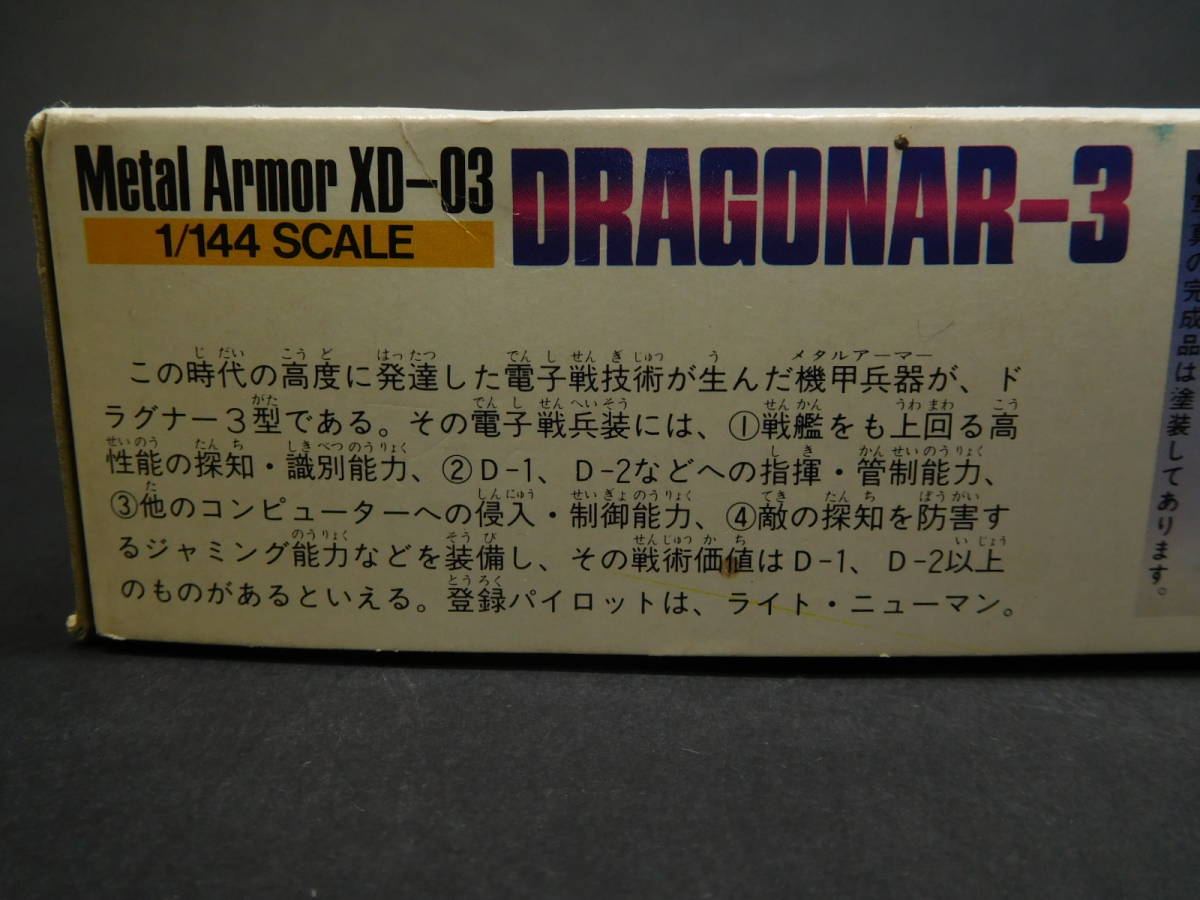 Metal Armor XD-03
1/144 SCALE
DRAGONAR-3
この時代の高度に発達した電子戦技術が生んだ機甲兵器が、ド
ラグナー3型である。その電子戦兵装には、①戦艦をも上回る高
性能の探知・識別能力、②D-1、D-2などへの指揮・管制能力、
③他のコンピューターへの侵入・制御能力、④敵の探知を防害す
るジャミング能力などを装備し、その戦術価値はD-1、D-2以上
のものがあるといえる。登録パイロットは、ライト・ニューマン。
真の完成品は塗装してあります。